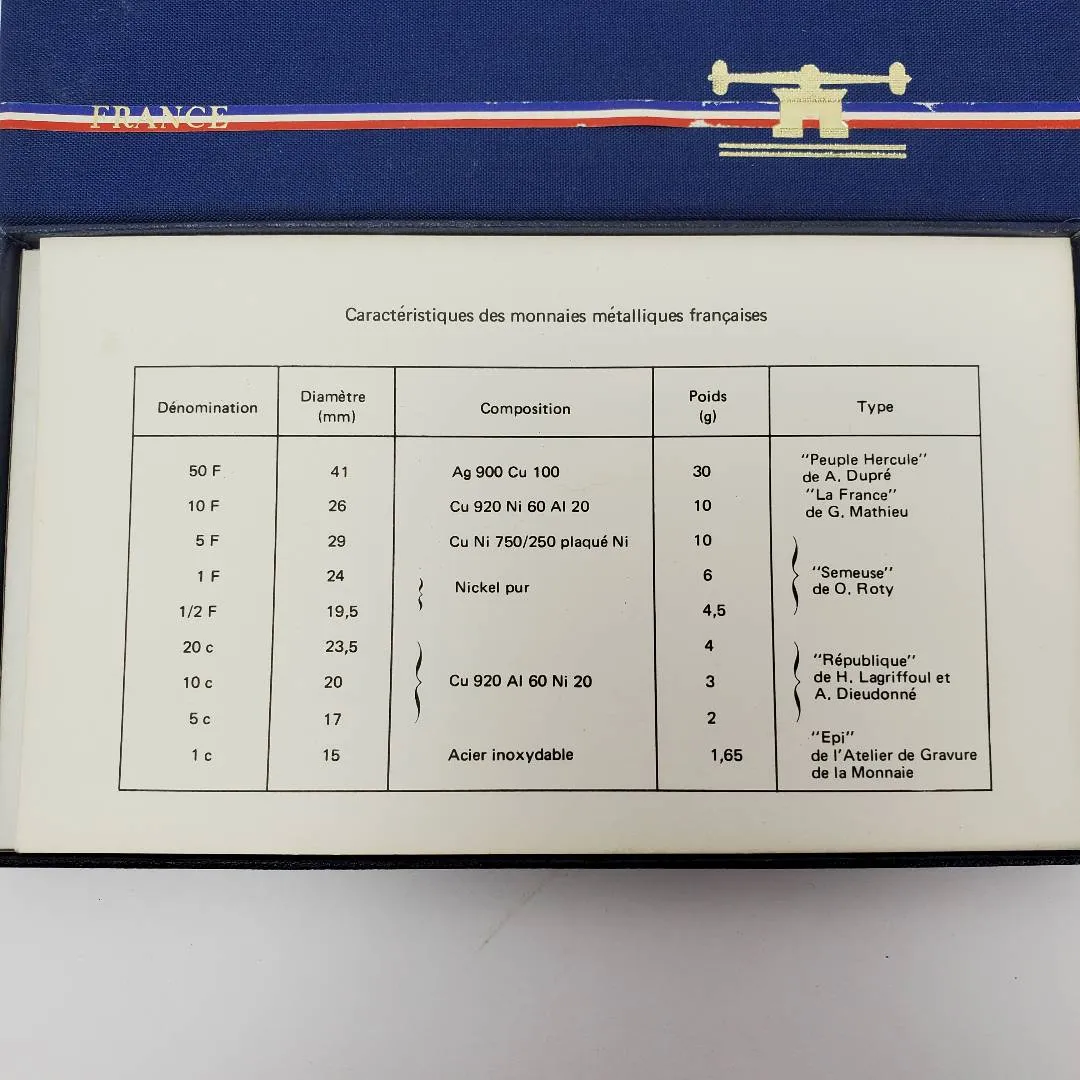 FRANCE
Caractéristiques des monnaies métalliques françaises
Dénomination Diamètre (mm) Composition Poids (g) Type
50 F 41 Ag 900 Cu 100 30 "Peuple Hercule" de A. Dupré
10 F 26 Cu 920 Ni 60 Al 20 10 "La France" de G. Mathieu
5 F 29 Cu Ni 750/250 plaqué Ni 10
1 F 24 Nickel pur 6 "Semeuse" de O. Roty
1/2 F 19,5 4,5
20 c 23,5 4
10 c 20 Cu 920 Al 60 Ni 20 3 "République" de H. Lagriffoul et A. Dieudonné
5 c 17 2
1 c 15 Acier inoxydable 1,65 "Epi" de l'Atelier de Gravure de la Monnaie